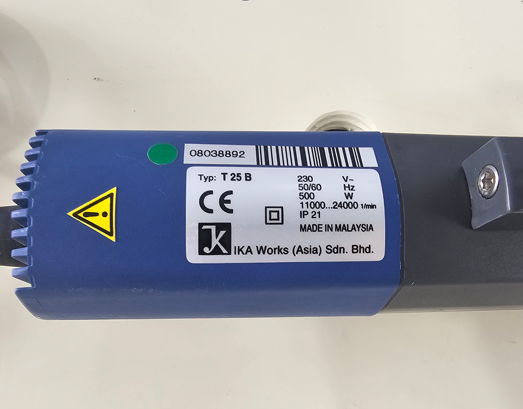 08038892
Typ: T 25 B
230 V~
50/60 Hz
500 W
11000...24000 1/min
IP 21
CE
MADE IN MALAYSIA
IKA Works (Asia) Sdn. Bhd.